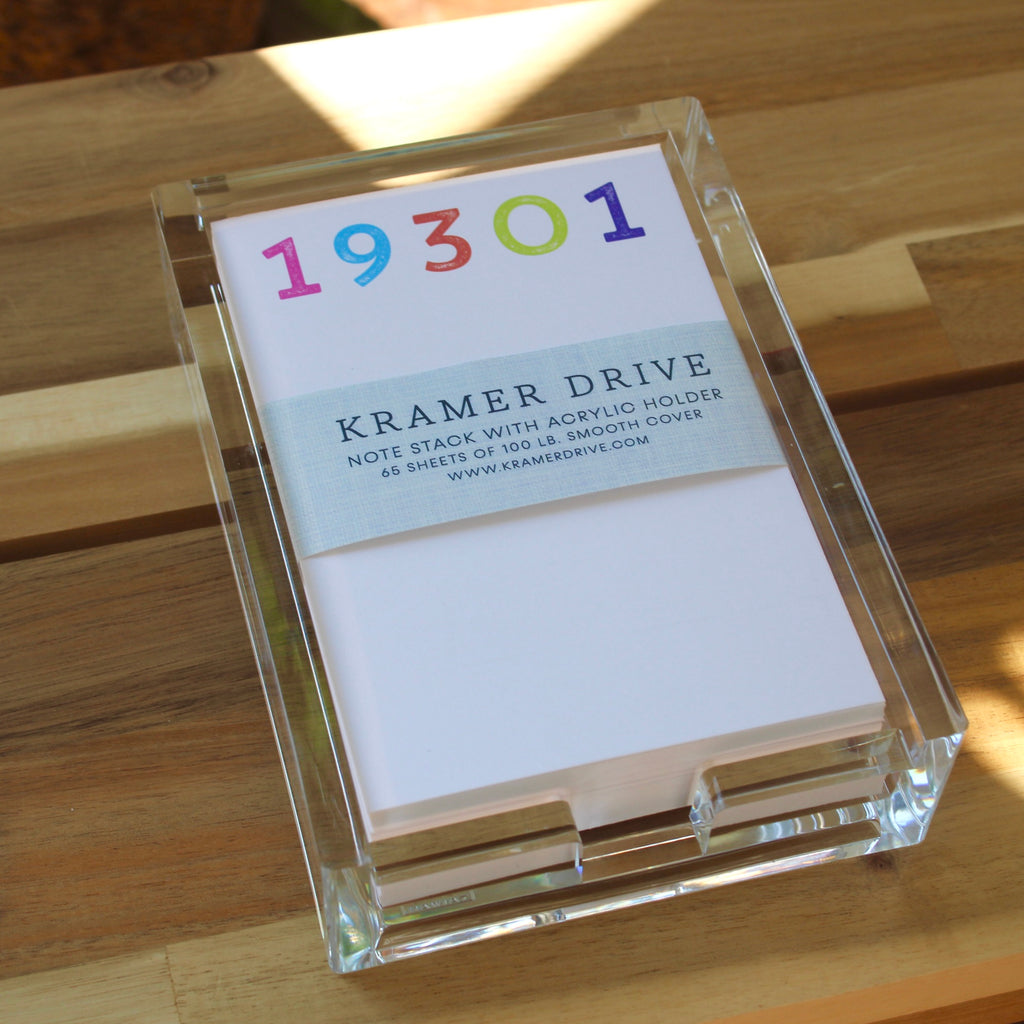 19301
KRAMER DRIVE
NOTE STACK WITH ACRYLIC HOLDER
65 SHEETS OF 100 LB. SMOOTH COVER
WWW.KRAMERDRIVE.COM